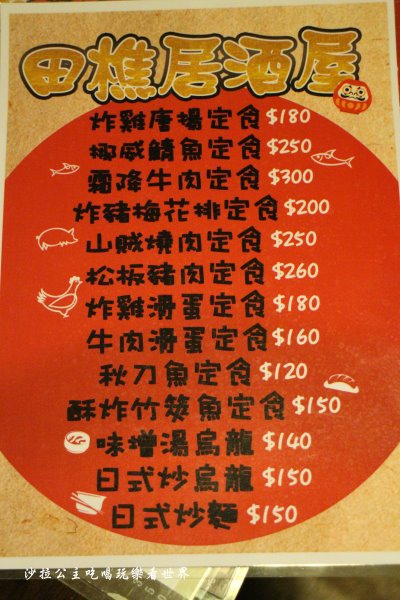 田樵居酒屋
炸雞唐揚定食$180
挪威鯖魚定食$250
霜降牛肉定食$300
炸豬梅花排定食$200
山賊燒肉定食$250
松板豬肉定食$260
炸雞滑蛋定食$180
牛肉滑蛋定食$160
秋刀魚定食$120
酥炸竹筴魚定食$150
味增湯烏龍$140
日式炒烏龍$150
日式炒麵$150
沙拉公主吃喝玩樂看世界